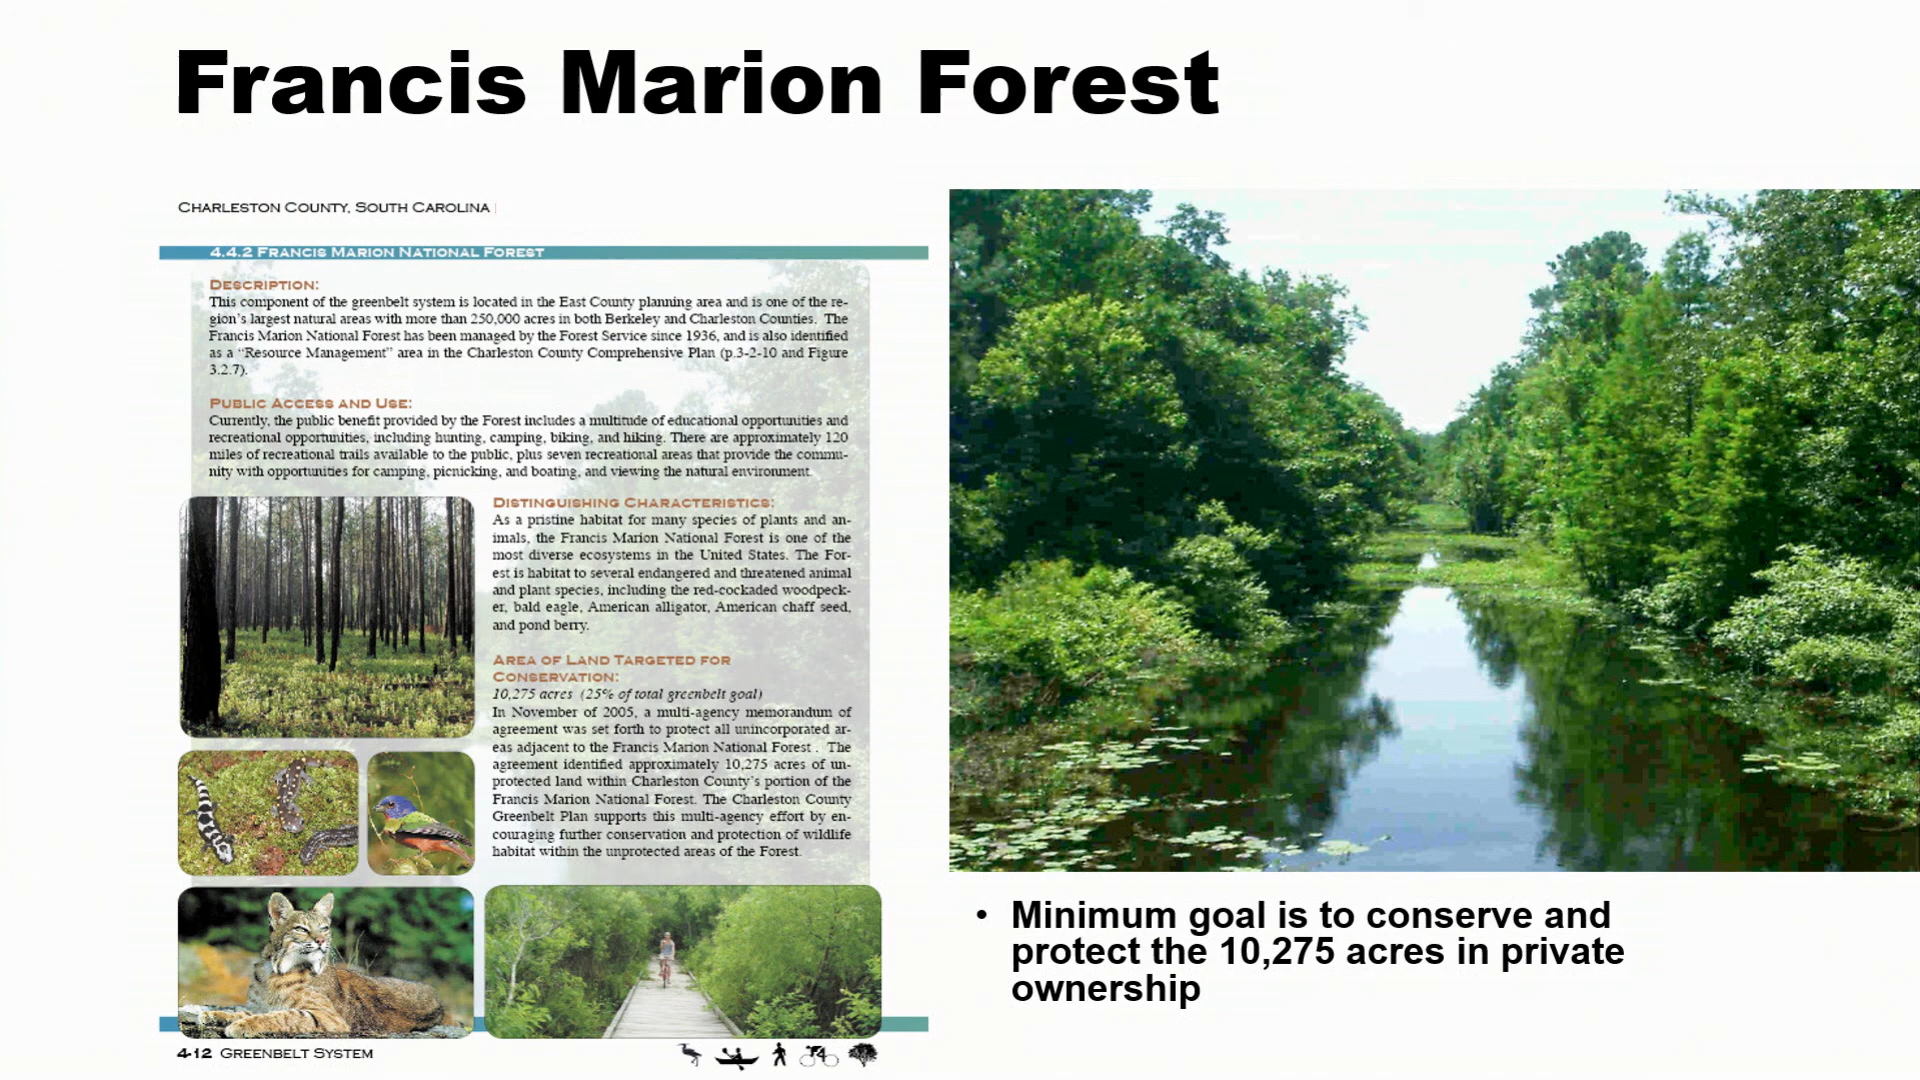 Francis Marion Forest
CHARLESTON COUNTY, SOUTH CAROLINA
4.4.2 FRANCIS MARION NATIONAL FOREST
DESCRIPTION:
This component of the greenbelt system is located in the East County planning area and is one of the re-
gion's largest natural areas with more than 250,000 acres in both Berkeley and Charleston Counties. The
Francis Marion National Forest has been managed by the Forest Service since 1936, and is also identified
as a "Resource Management" area in the Charleston County Comprehensive Plan (p.3-2-10 and Figure
3.2.7).
PUBLIC ACCESS AND USE:
Currently, the public benefit provided by the Forest includes a multitude of educational opportunities and
recreational opportunities, including hunting, camping, biking, and hiking. There are approximately 120
miles of recreational trails available to the public, plus seven recreational areas that provide the commu-
nity with opportunities for camping, picnicking, and boating, and viewing the natural environment.
DISTINGUISHING CHARACTERISTICS:
As a pristine habitat for many species of plants and an-
imals, the Francis Marion National Forest is one of the
most diverse ecosystems in the United States. The For-
est is habitat to several endangered and threatened animal
and plant species, including the red-cockaded woodpeck-
er, bald eagle, American alligator, American chaff seed,
and pond berry.
AREA OF LAND TARGETED FOR
CONSERVATION:
10,275 acres (25% of total greenbelt goal)
In November of 2005, a multi-agency memorandum of
agreement was set forth to protect all unincorporated ar-
eas adjacent to the Francis Marion National Forest . The
agreement identified approximately 10,275 acres of un-
protected land within Charleston County's portion of the
Francis Marion National Forest. The Charleston County
Greenbelt Plan supports this multi-agency effort by en-
couraging further conservation and protection of wildlife
habitat within the unprotected areas of the Forest.
4-12 GREENBELT SYSTEM
• Minimum goal is to conserve and
protect the 10,275 acres in private
ownership